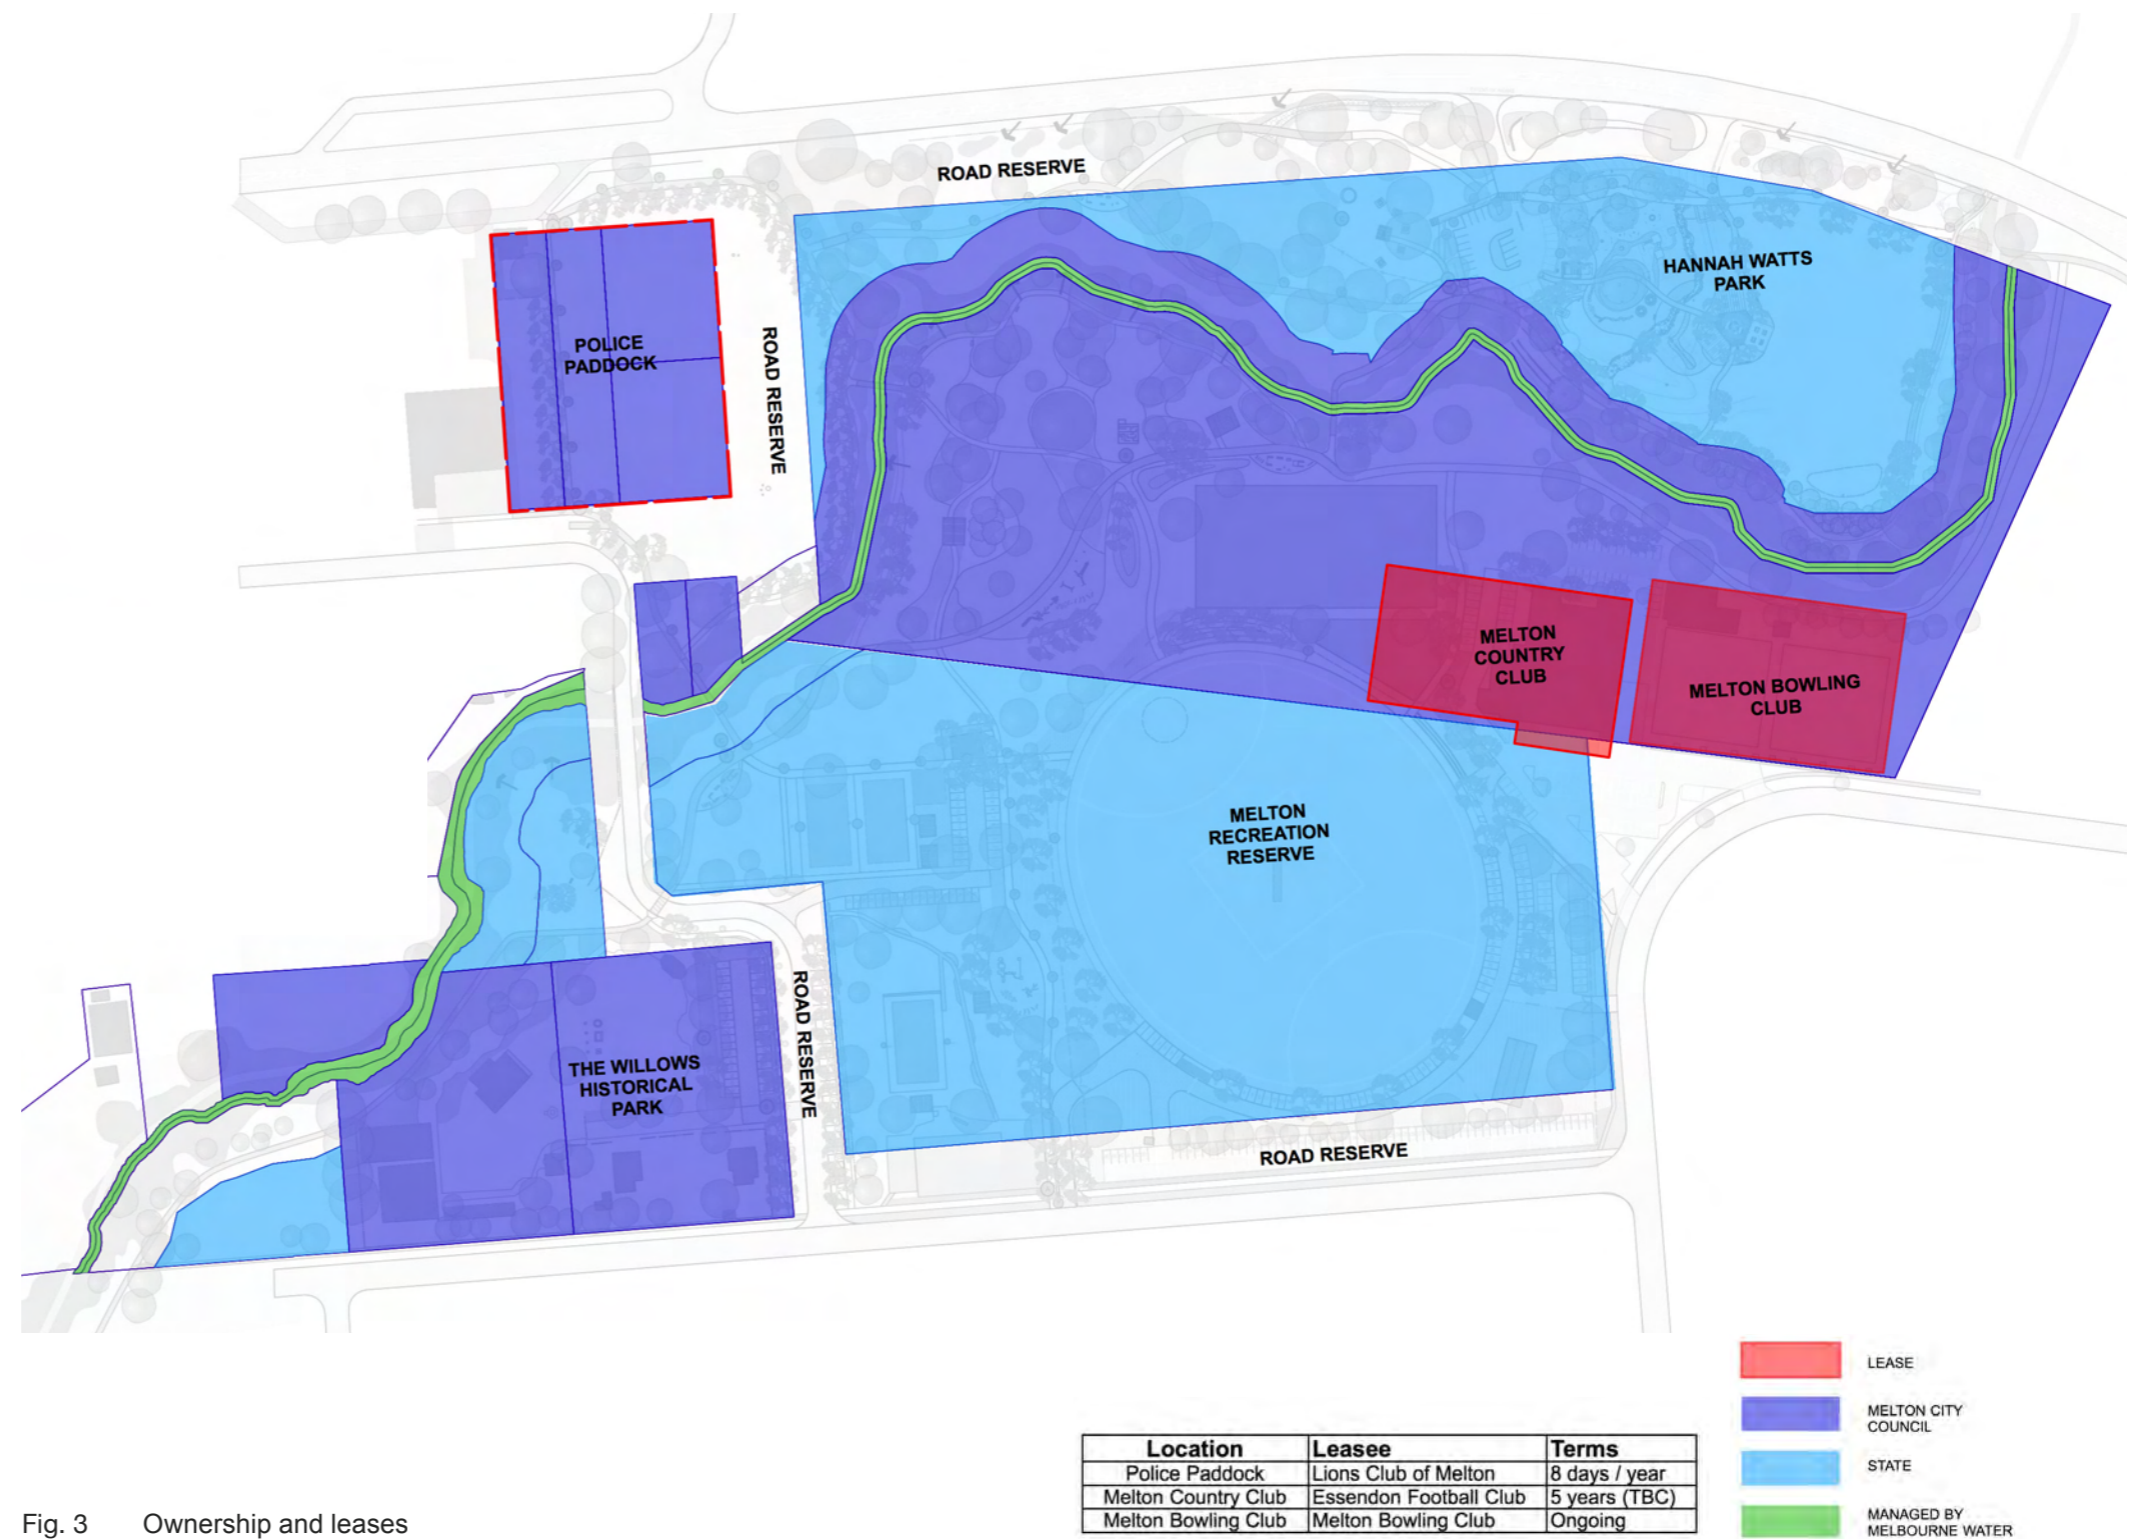 ROAD RESERVE
HANNAH WATTS
PARK
POLICE
PADDOCK
ROAD RESERVE
MELTON
COUNTRY
CLUB
MELTON BOWLING
CLUB
MELTON
RECREATION
RESERVE
ROAD RESERVE
THE WILLOWS
HISTORICAL
PARK
ROAD RESERVE
LEASE
MELTON CITY
COUNCIL
STATE
MANAGED BY
MELBOURNE WATER
Location Leasee Terms
Police Paddock Lions Club of Melton 8 days / year
Melton Country Club Essendon Football Club 5 years (TBC)
Melton Bowling Club Melton Bowling Club Ongoing
Fig. 3 Ownership and leases